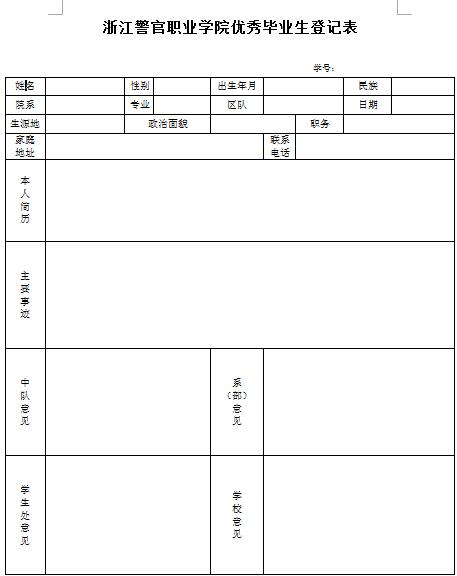 浙江警官职业学院优秀毕业生登记表
学号：
姓名 性别 出生年月 民族
院系 专业 区队 日期
生源地 政治面貌 职务
家庭地址 联系电话
本人简历
主要事迹
中队意见 系（部）意见
学生处意见 学校意见